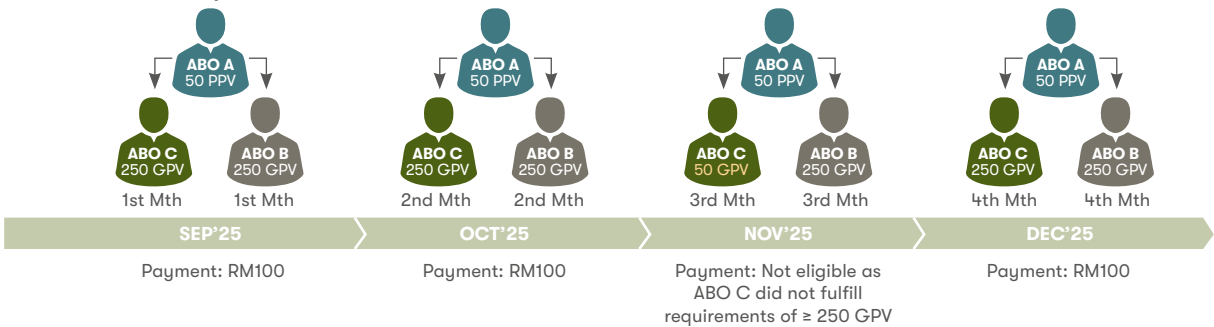 ABO A
50 PPV
ABO C
250 GPV
ABO B
250 GPV
1st Mth
1st Mth
SEP’25
Payment: RM100
ABO A
50 PPV
ABO C
250 GPV
ABO B
250 GPV
2nd Mth
2nd Mth
OCT’25
Payment: RM100
ABO A
50 PPV
ABO C
50 GPV
ABO B
250 GPV
3rd Mth
3rd Mth
NOV’25
Payment: Not eligible as
ABO C did not fulfill
requirements of ≥ 250 GPV
ABO A
50 PPV
ABO C
250 GPV
ABO B
250 GPV
4th Mth
4th Mth
DEC’25
Payment: RM100